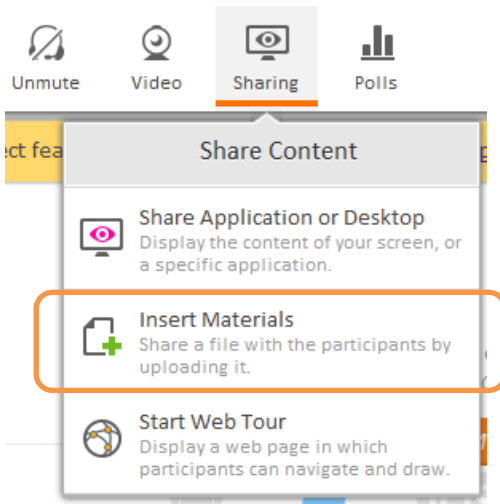 Unmute Video Sharing Polls
ect fea
Share Content
Share Application or Desktop
Display the content of your screen, or
a specific application.
Insert Materials
Share a file with the participants by
uploading it.
Start Web Tour
Display a web page in which
participants can navigate and draw.